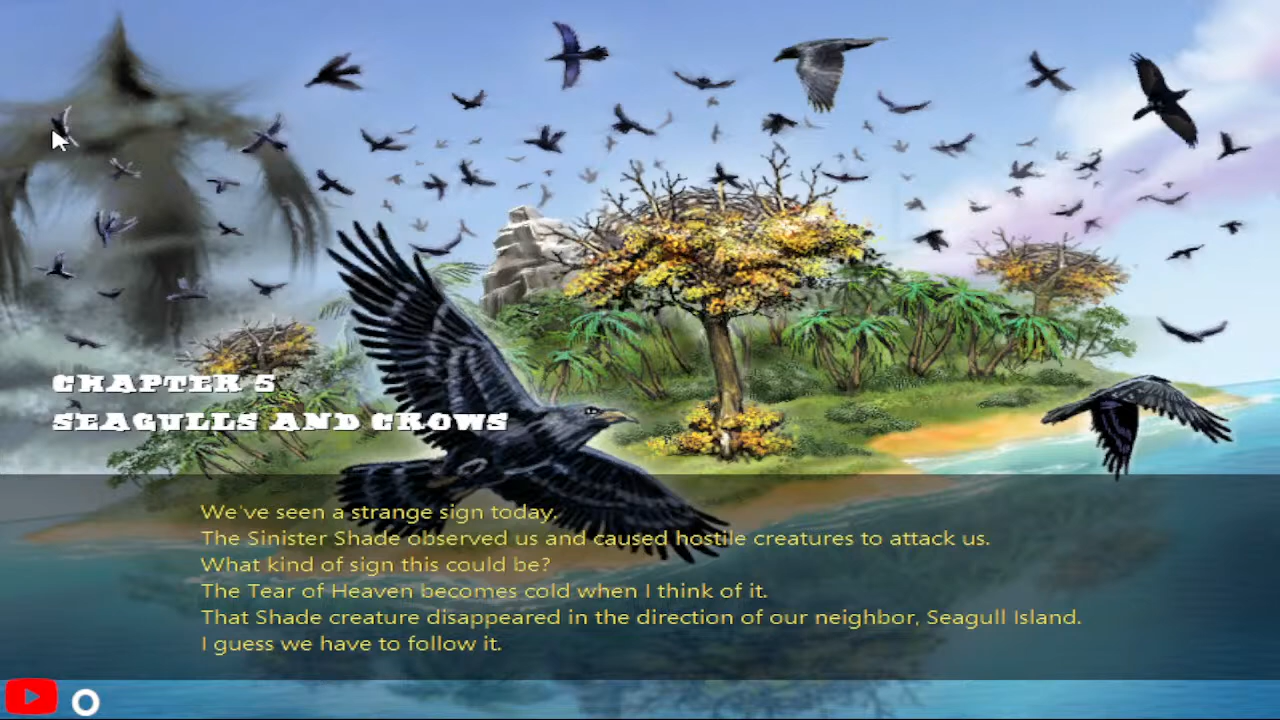 CHAPTER 5
SEAGULLS AND CROWS
We've seen a strange sign today.
The Sinister Shade observed us and caused hostile creatures to attack us.
What kind of sign this could be?
The Tear of Heaven becomes cold when I think of it.
That Shade creature disappeared in the direction of our neighbor, Seagull Island.
I guess we have to follow it.